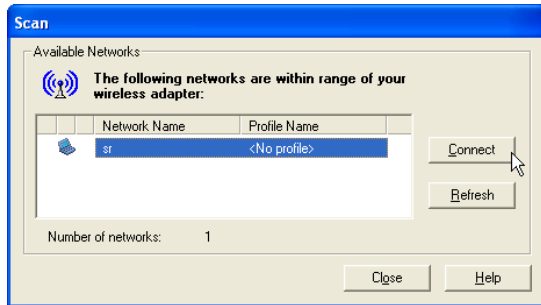 Scan
Available Networks
The following networks are within range of your
wireless adapter:
Network Name Profile Name
sr <No profile>
Connect
Refresh
Number of networks: 1
Close Help